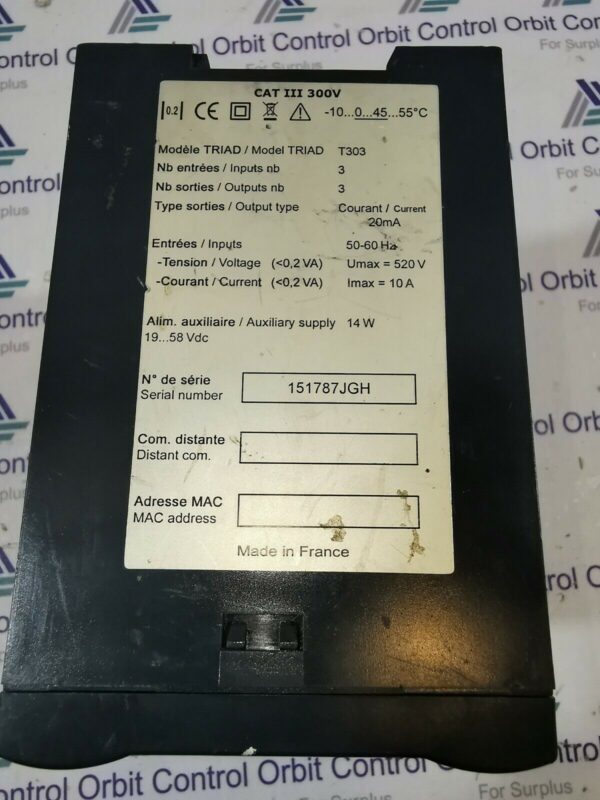 Control Orbit Control Orbit Control Orbit Control Orbit
For Surplus
CAT III 300V
|0.2| CE -10...0...45...55°C
Modèle TRIAD / Model TRIAD T303
Nb entrées / Inputs nb 3
Nb sorties / Outputs nb 3
Type sorties / Output type Courant / Current
20mA
Entrées / Inputs 50-60 Hz
-Tension / Voltage (<0,2 VA) Umax = 520 V
-Courant / Current (<0,2 VA) Imax = 10 A
Alim. auxiliaire / Auxiliary supply 14 W
19...58 Vdc
N° de série
Serial number
151787JGH
Com. distante
Distant com.
Adresse MAC
MAC address
Made in France
Orbit Control Orbit Control Orbit Control
For Surplus